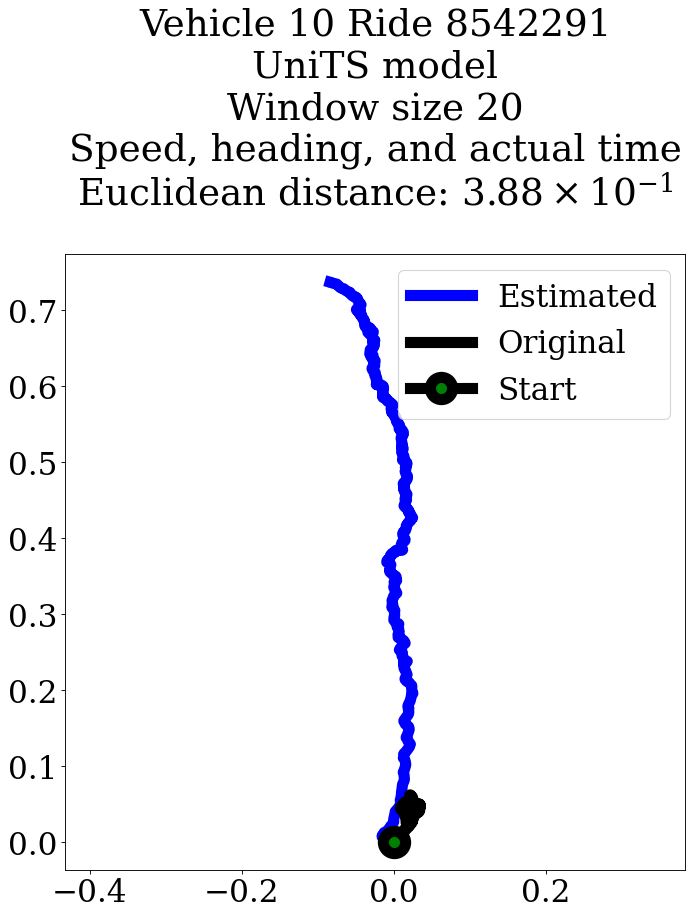 Vehicle 10 Ride 8542291
UniTS model
Window size 20
Speed, heading, and actual time
Euclidean distance: 3.88 × 10⁻¹
Estimated
Original
Start
0.7
0.6
0.5
0.4
0.3
0.2
0.1
0.0
−0.4
−0.2
0.0
0.2